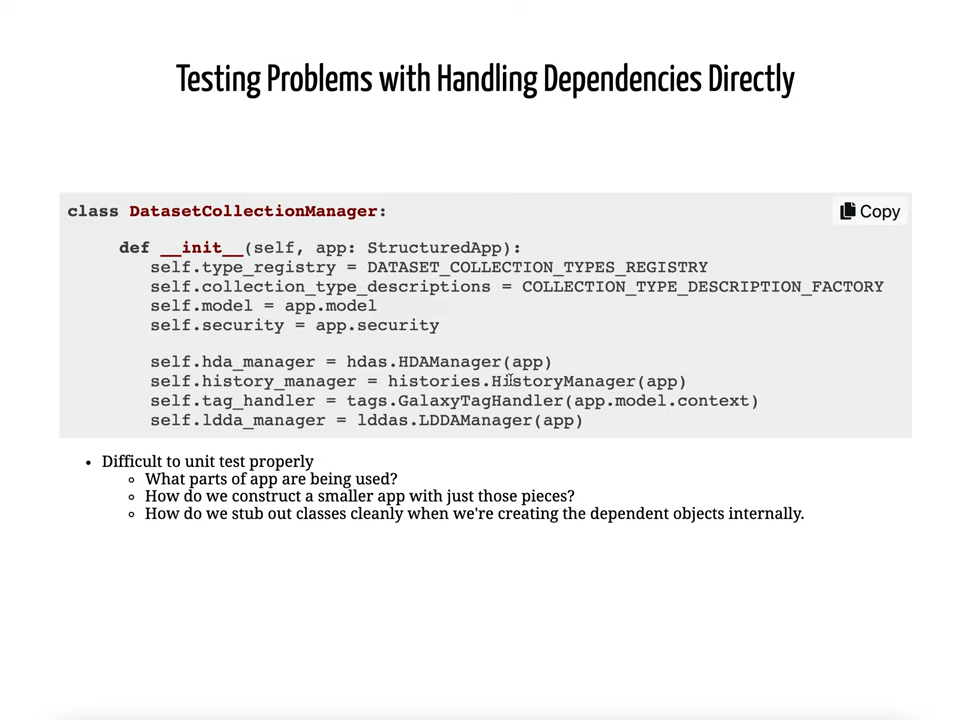 Testing Problems with Handling Dependencies Directly
class DatasetCollectionManager:
Copy
def __init__(self, app: StructuredApp):
self.type_registry = DATASET_COLLECTION_TYPES_REGISTRY
self.collection_type_descriptions = COLLECTION_TYPE_DESCRIPTION_FACTORY
self.model = app.model
self.security = app.security
self.hda_manager = hdas.HDAManager(app)
self.history_manager = histories.HistoryManager(app)
self.tag_handler = tags.GalaxyTagHandler(app.model.context)
self.ldda_manager = lddas.LDDAManager(app)
• Difficult to unit test properly
◦ What parts of app are being used?
◦ How do we construct a smaller app with just those pieces?
◦ How do we stub out classes cleanly when we're creating the dependent objects internally.